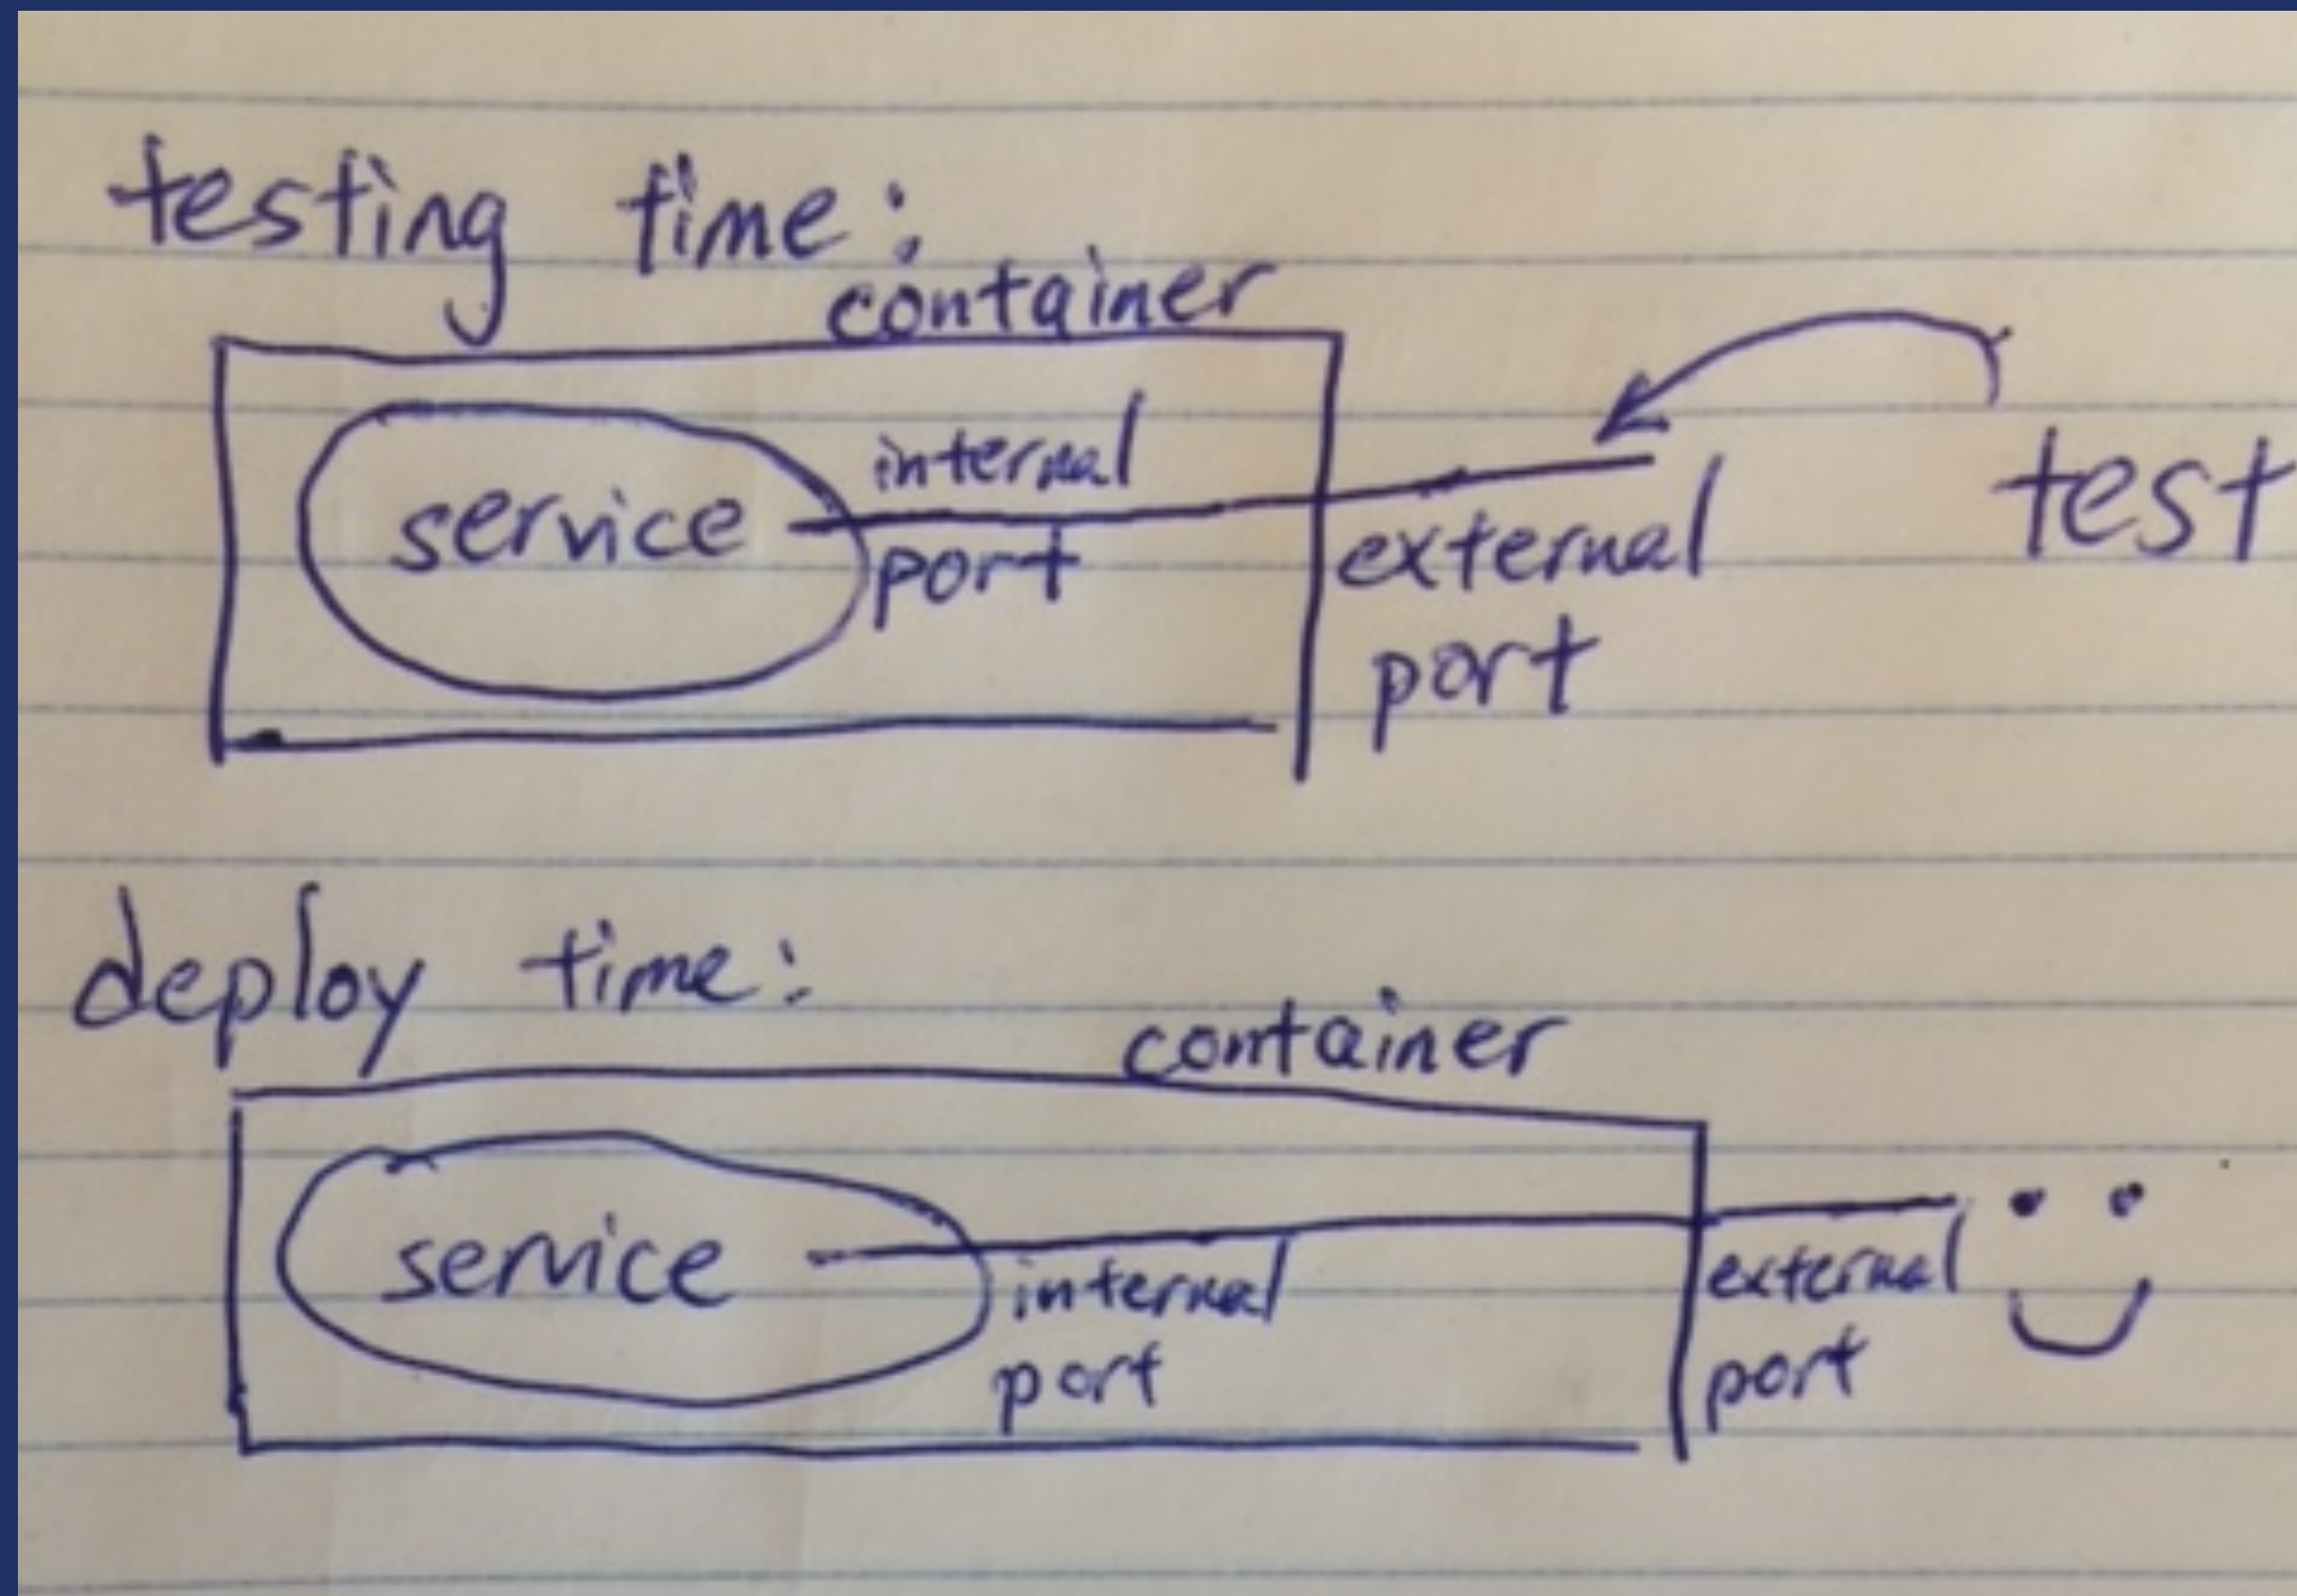 testing time:
container
internal
service
port
test
external
port
deploy time:
container
service
internal
port
external
port